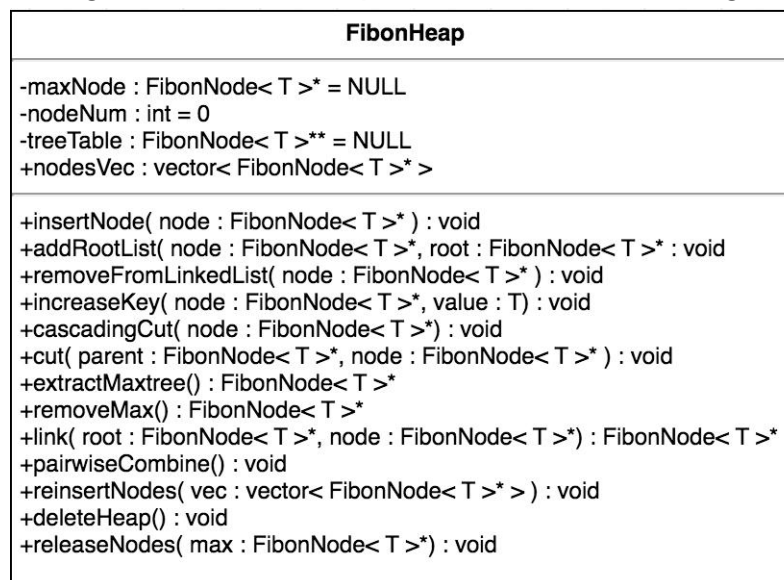 FibonHeap
-maxNode : FibonNode< T >* = NULL
-nodeNum : int = 0
-treeTable : FibonNode< T >** = NULL
+nodesVec : vector< FibonNode< T >* >
+insertNode( node : FibonNode< T >* ) : void
+addRootList( node : FibonNode< T >*, root : FibonNode< T >* : void
+removeFromLinkedList( node : FibonNode< T >* ) : void
+increaseKey( node : FibonNode< T >*, value : T) : void
+cascadingCut( node : FibonNode< T >*) : void
+cut( parent : FibonNode< T >*, node : FibonNode< T >* ) : void
+extractMaxtree() : FibonNode< T >*
+removeMax() : FibonNode< T >*
+link( root : FibonNode< T >*, node : FibonNode< T >*) : FibonNode< T >*
+pairwiseCombine() : void
+reinsertNodes( vec : vector< FibonNode< T >* > ) : void
+deleteHeap() : void
+releaseNodes( max : FibonNode< T >*) : void